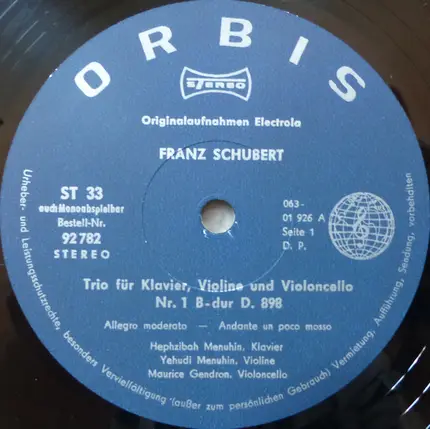 ORBIS
STEREO
Originalaufnahmen Electrola
FRANZ SCHUBERT
ST 33
auch Mono abspielbar
Bestell-Nr.
92 782
STEREO
063-
01 926 A
Seite 1
D. P.
Trio für Klavier, Violine und Violoncello
Nr. 1 B-dur D. 898
Allegro moderato — Andante un poco mosso
Hephzibah Menuhin, Klavier
Yehudi Menuhin, Violine
Maurice Gendron, Violoncello
Urheber- und Leistungsschutzrechte, besonders Vervielfältigung (außer zum persönlichen Gebrauch) Vermietung, Aufführung, Sendung, vorbehalten